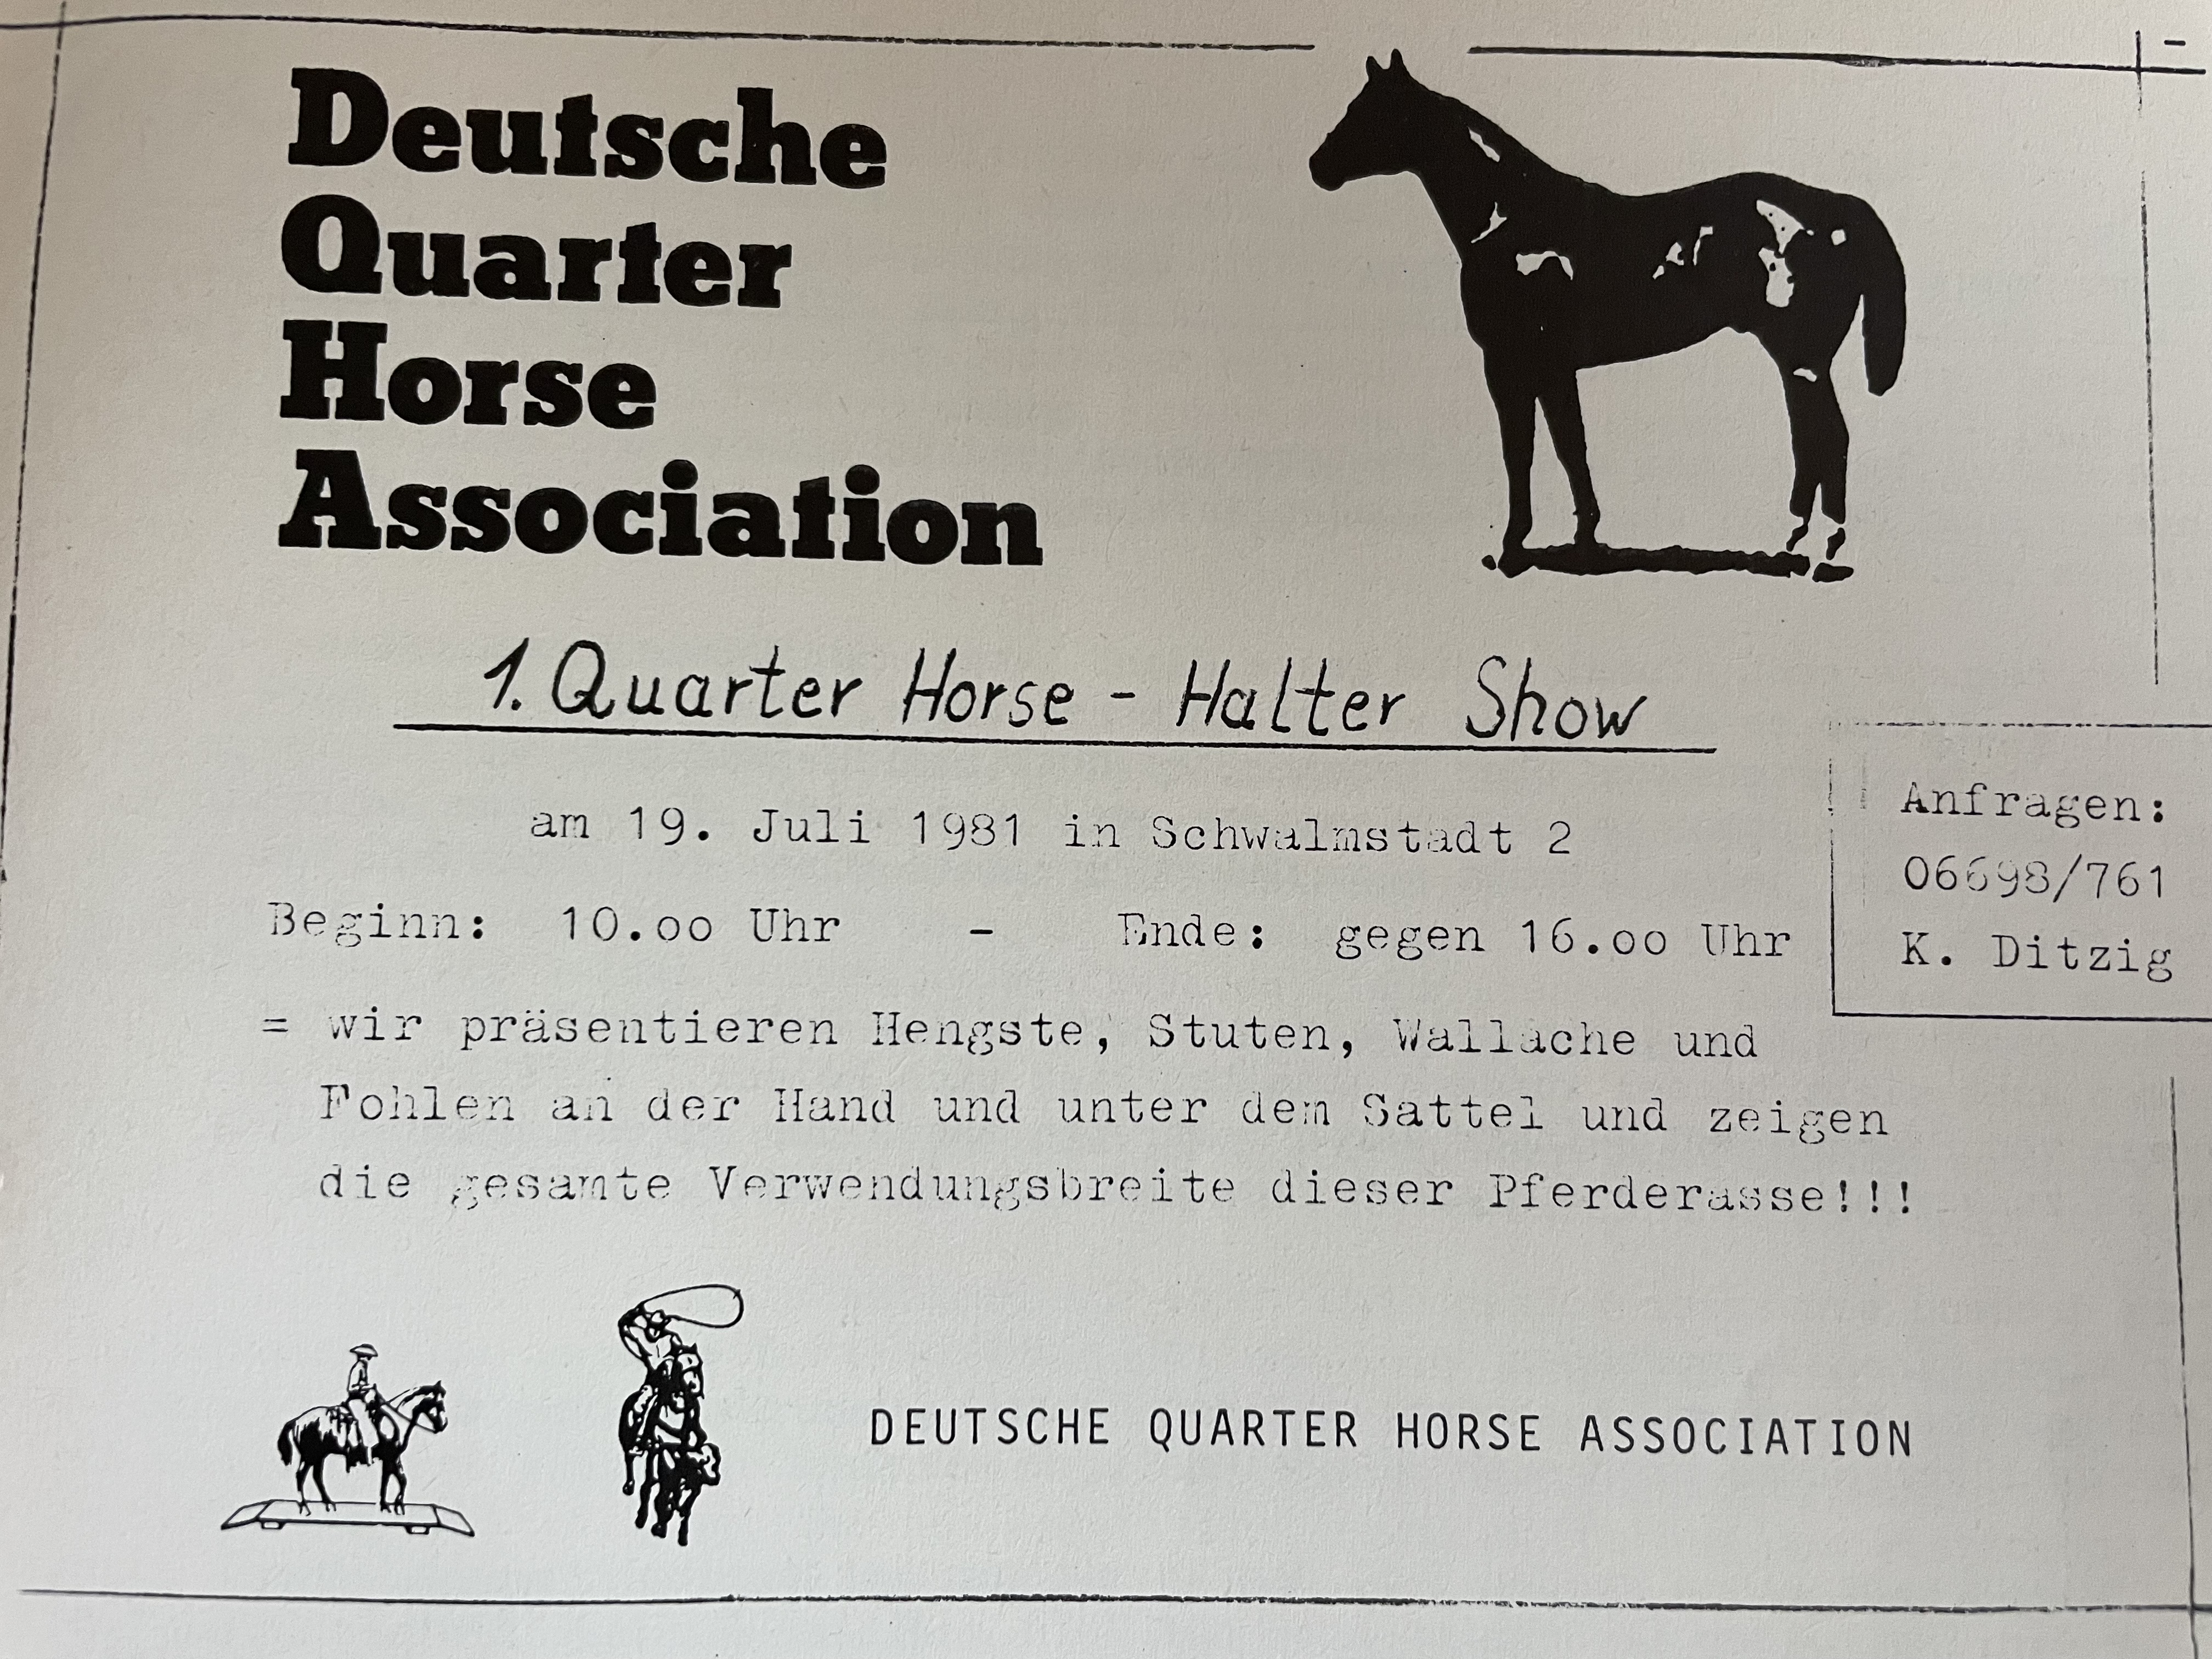 Deutsche
Quarter
Horse
Association
1. Quarter Horse - Halter Show
am 19. Juli 1981 in Schwalmstadt 2
Beginn: 10.oo Uhr - Ende: gegen 16.oo Uhr
Anfragen:
06698/761
K. Ditzig
= wir präsentieren Hengste, Stuten, Wallache und
Fohlen an der Hand und unter dem Sattel und zeigen
die gesamte Verwendungsbreite dieser Pferderasse!!!
DEUTSCHE QUARTER HORSE ASSOCIATION